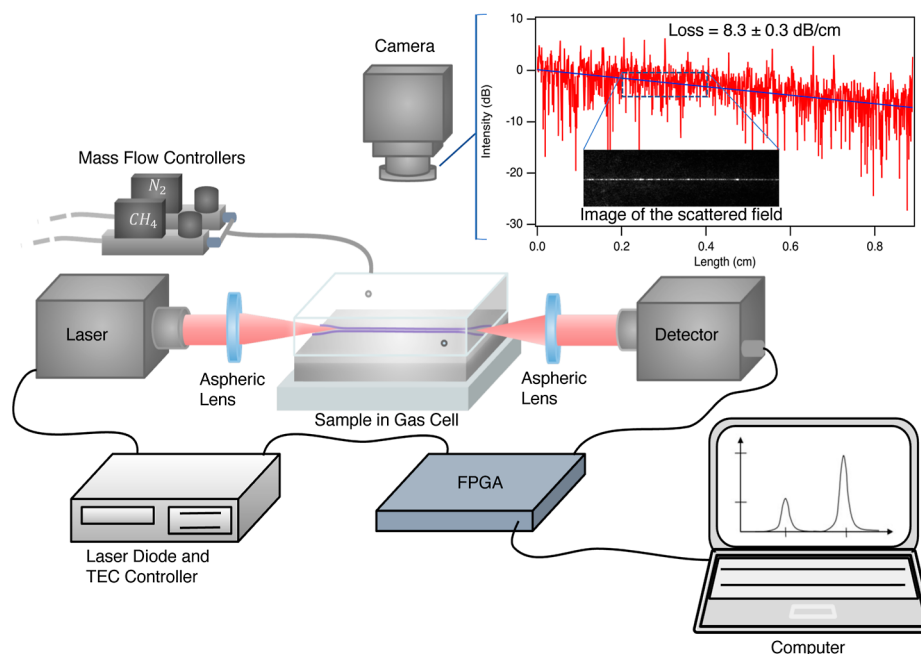 Camera
10
0
-10
-20
-30
Intensity (dB)
Loss = 8.3 ± 0.3 dB/cm
Image of the scattered field
0.0
0.2
0.4
0.6
0.8
Length (cm)
Mass Flow Controllers
N₂
CH₄
Laser
Detector
Aspheric
Lens
Aspheric
Lens
Sample in Gas Cell
FPGA
Laser Diode and
TEC Controller
Computer